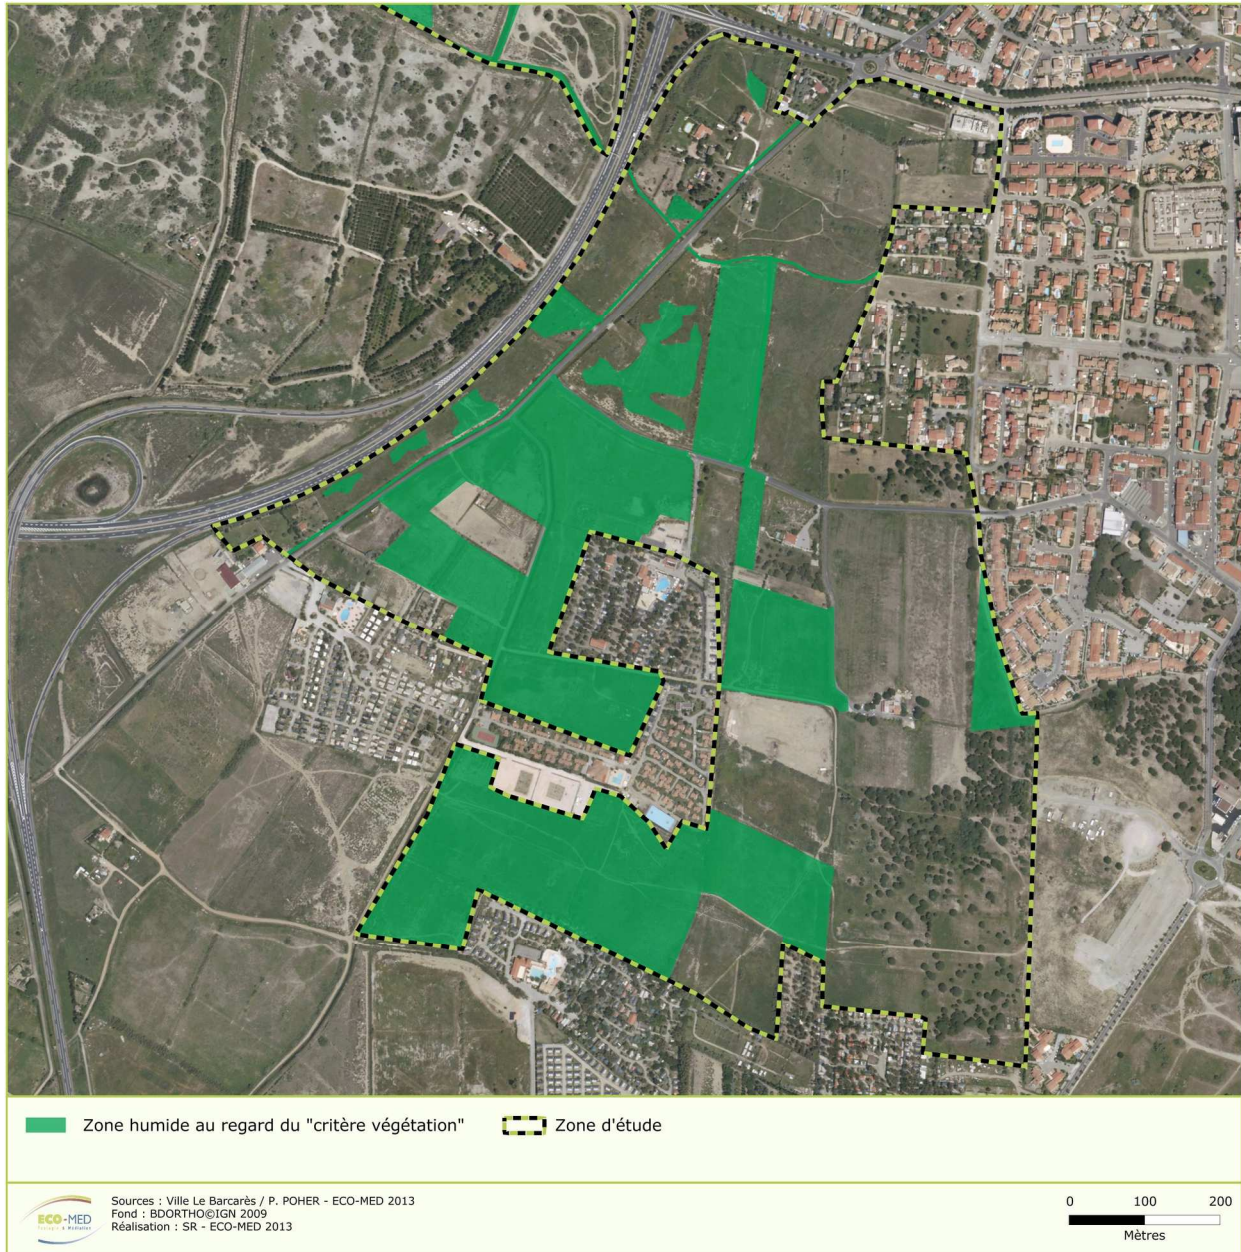 Zone humide au regard du "critère végétation"
Zone d'étude
ECO-MED
Sources : Ville Le Barcarès / P. POHER - ECO-MED 2013
Fond : BDORTHO©IGN 2009
Réalisation : SR - ECO-MED 2013
0 100 200
Mètres